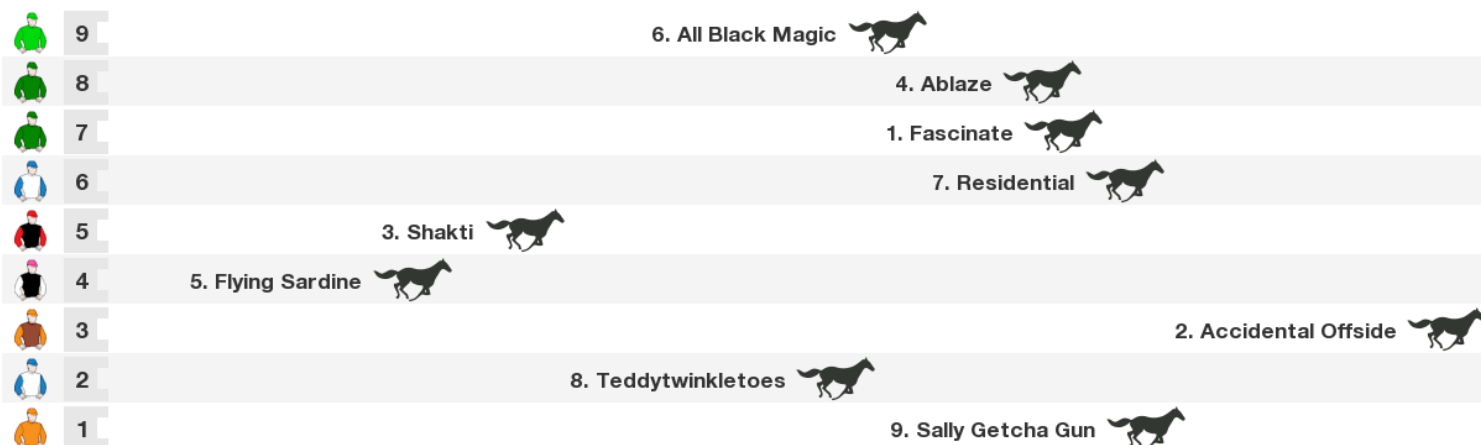 9 6. All Black Magic
8 4. Ablaze
7 1. Fascinate
6 7. Residential
5 3. Shakti
4 5. Flying Sardine
3 2. Accidental Offside
2 8. Teddytwinkletoes
1 9. Sally Getcha Gun